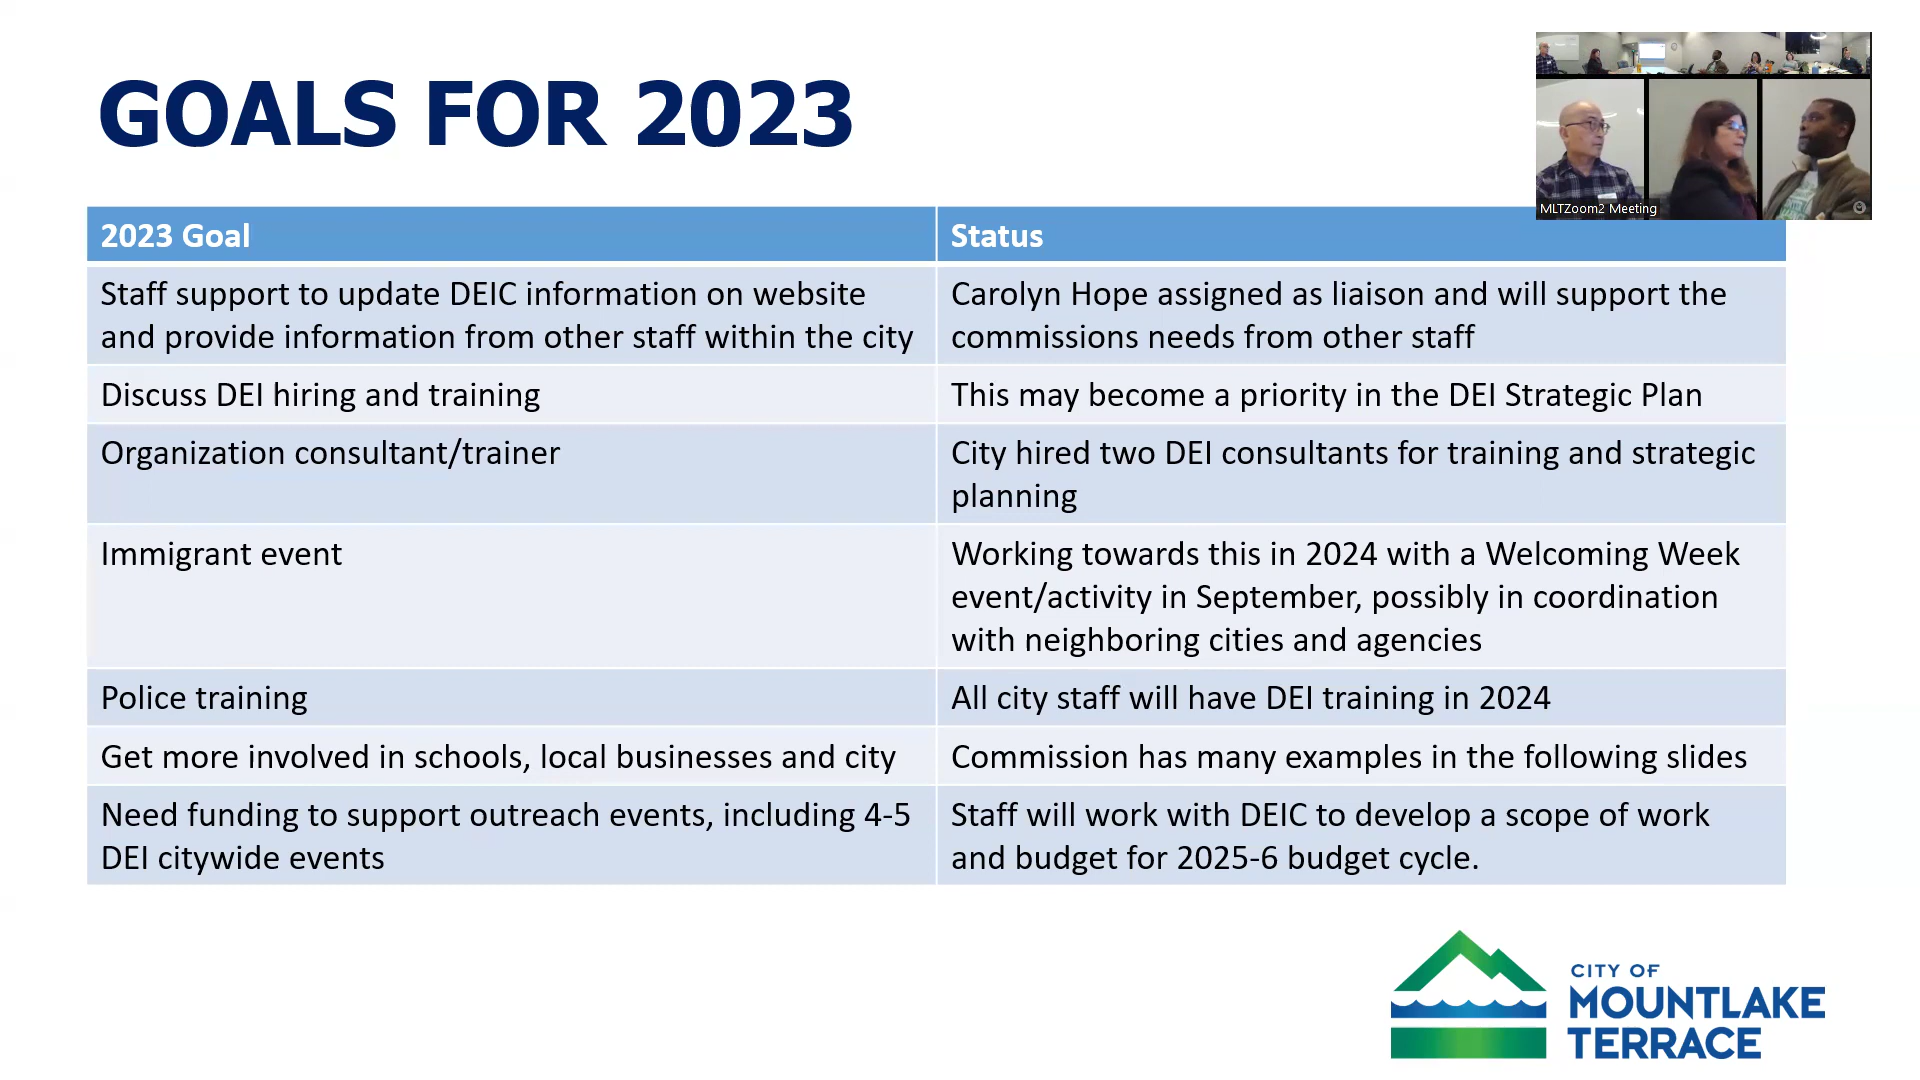 GOALS FOR 2023
MLTZoom2 Meeting
2023 Goal
Status
Staff support to update DEIC information on website
and provide information from other staff within the city
Carolyn Hope assigned as liaison and will support the
commissions needs from other staff
Discuss DEI hiring and training
This may become a priority in the DEI Strategic Plan
Organization consultant/trainer
City hired two DEI consultants for training and strategic
planning
Immigrant event
Working towards this in 2024 with a Welcoming Week
event/activity in September, possibly in coordination
with neighboring cities and agencies
Police training
All city staff will have DEI training in 2024
Get more involved in schools, local businesses and city
Commission has many examples in the following slides
Need funding to support outreach events, including 4-5
DEI citywide events
Staff will work with DEIC to develop a scope of work
and budget for 2025-6 budget cycle.
CITY OF
MOUNTLAKE
TERRACE